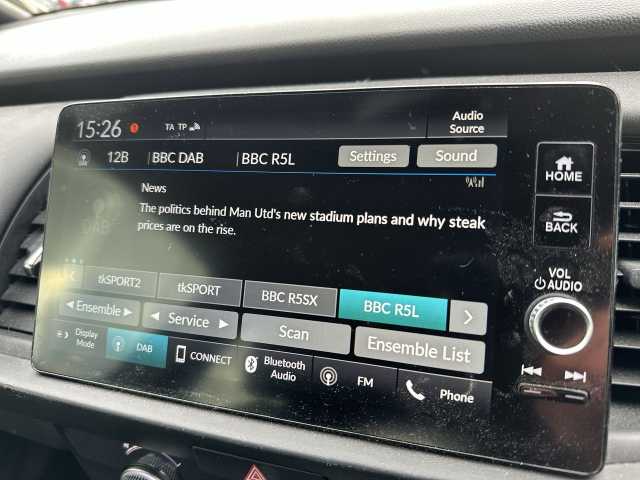 15:26 TA TP Audio Source
12B BBC DAB BBC R5L Settings Sound
News
The politics behind Man Utd's new stadium plans and why steak
prices are on the rise.
tkSPORT2 tkSPORT BBC R5SX BBC R5L
Ensemble Service Scan Ensemble List
Display Mode DAB CONNECT Bluetooth Audio FM Phone
HOME
BACK
VOL
AUDIO